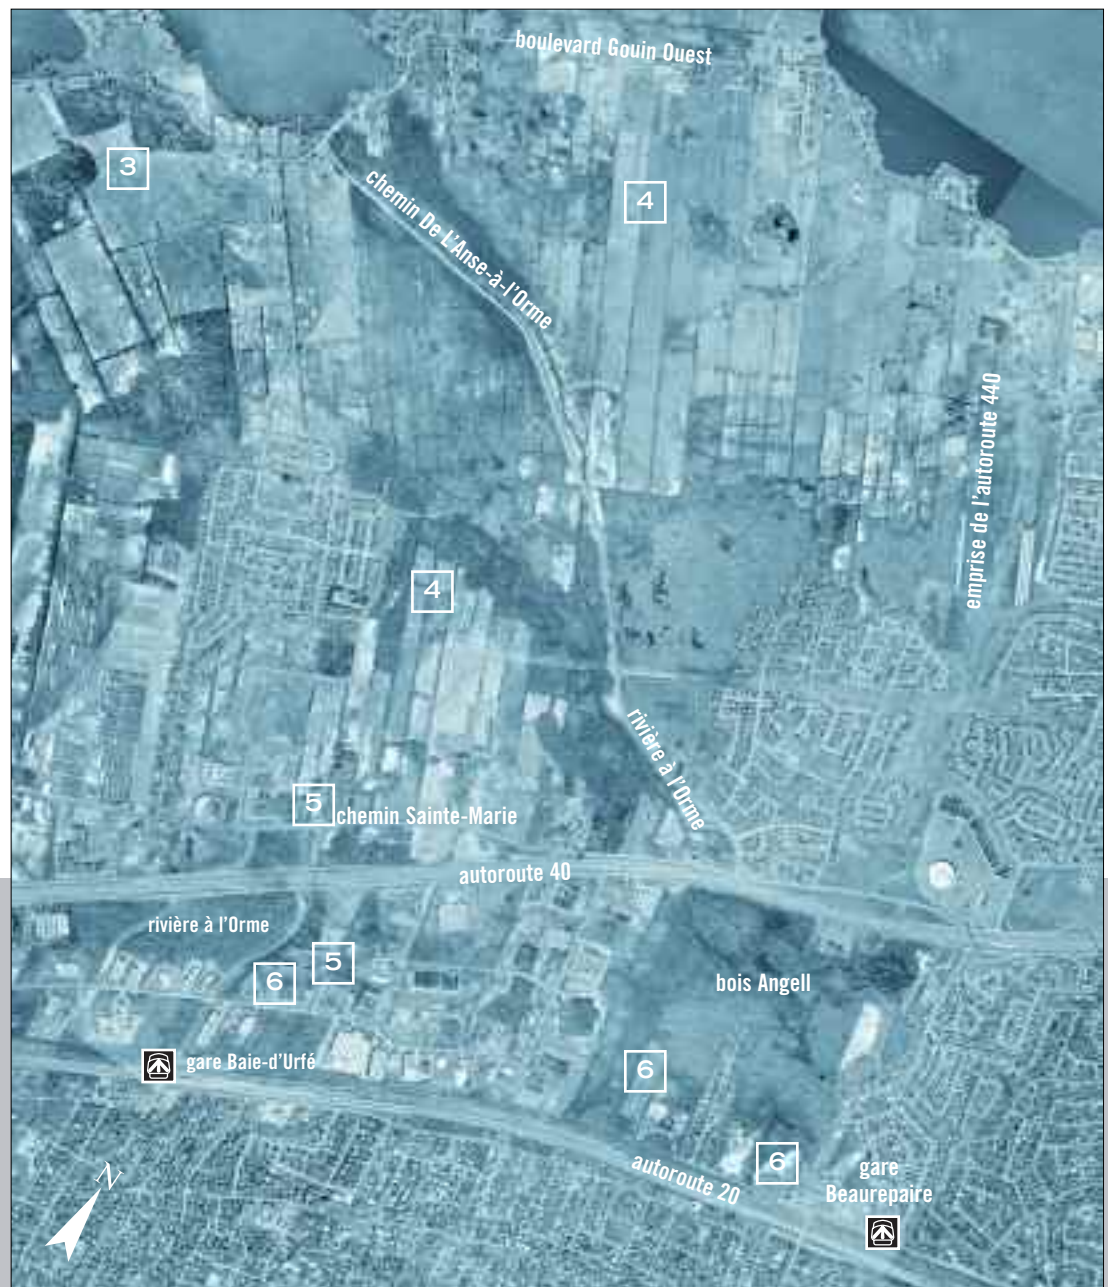 boulevard Gouin Ouest
3
4
chemin De L'Anse-à-l'Orme
emprise de l'autoroute 440
4
rivière à l'Orme
5
chemin Sainte-Marie
autoroute 40
rivière à l'Orme
5
6
bois Angell
gare Baie-d'Urfé
6
6
autoroute 20
gare
Beaurepaire
N